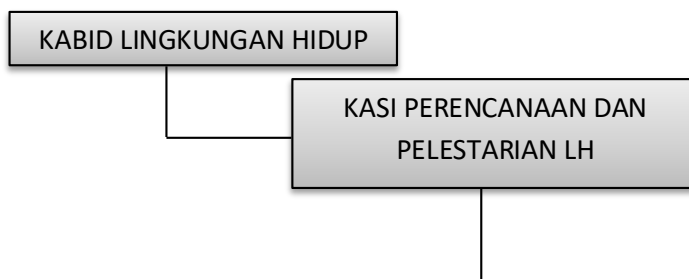 KABID LINGKUNGAN HIDUP
KASI PERENCANAAN DAN
PELESTARIAN LH